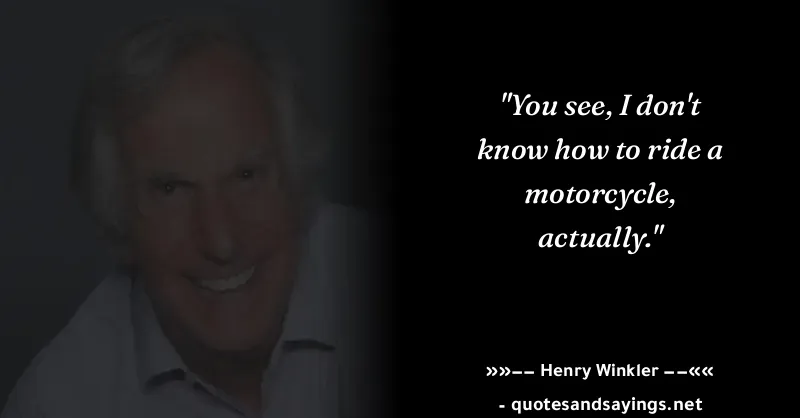 "You see, I don't
know how to ride a
motorcycle,
actually."
»»–– Henry Winkler ––««
- quotesandsayings.net